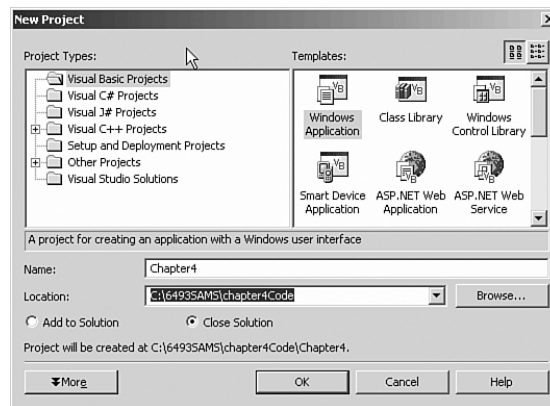 New Project
Project Types:
Visual Basic Projects
Visual C# Projects
Visual J# Projects
Visual C++ Projects
Setup and Deployment Projects
Other Projects
Visual Studio Solutions
Templates:
Windows Application
Class Library
Windows Control Library
Smart Device Application
ASP.NET Web Application
ASP.NET Web Service
A project for creating an application with a Windows user interface
Name:
Chapter4
Location:
C:\6493SAMS\chapter4Code
Browse...
Add to Solution
Close Solution
Project will be created at C:\6493SAMS\chapter4Code\Chapter4.
More
OK
Cancel
Help